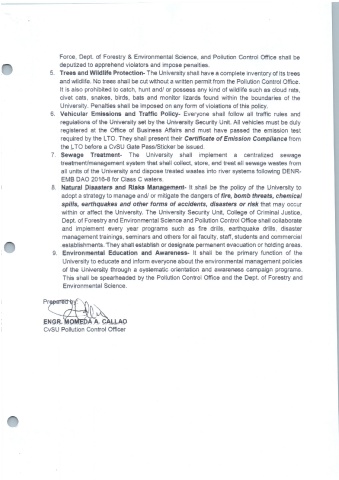 Force, Dept. of Forestry & Environmental Science, and Pollution Control Office shall be
deputized to apprehend violators and impose penalties.
5. Trees and Wildlife Protection- The University shall have a complete inventory of its trees
and wildlife. No trees shall be cut without a written permit from the Pollution Control Office.
It is also prohibited to catch, hunt and/ or possess any kind of wildlife such as cloud rats,
civet cats, snakes, birds, bats and monitor lizards found within the boundaries of the
University. Penalties shall be imposed on any form of violations of this policy.
6. Vehicular Emissions and Traffic Policy- Everyone shall follow all traffic rules and
regulations of the University set by the University Security Unit. All vehicles must be duly
registered at the Office of Business Affairs and must have passed the emission test
required by the LTO. They shall present their Certificate of Emission Compliance from
the LTO before a CvSU Gate Pass/Sticker be issued.
7. Sewage Treatment- The University shall implement a centralized sewage
treatment/management system that shall collect, store, and treat all sewage wastes from
all units of the University and dispose treated wastes into river systems following DENR-
EMB DAO 2016-8 for Class C waters.
8. Natural Disasters and Risks Management- It shall be the policy of the University to
adopt a strategy to manage and/ or mitigate the dangers of fire, bomb threats, chemical
spills, earthquakes and other forms of accidents, disasters or risk that may occur
within or affect the University. The University Security Unit, College of Criminal Justice,
Dept. of Forestry and Environmental Science and Pollution Control Office shall collaborate
and implement every year programs such as fire drills, earthquake drills, disaster
management trainings, seminars and others for all faculty, staff, students and commercial
establishments. They shall establish or designate permanent evacuation or holding areas.
9. Environmental Education and Awareness- It shall be the primary function of the
University to educate and inform everyone about the environmental management policies
of the University through a systematic orientation and awareness campaign programs.
This shall be spearheaded by the Pollution Control Office and the Dept. of Forestry and
Environmental Science.
Prepared by
ENGR. MOMEDA A. CALLAO
CvSU Pollution Control Officer